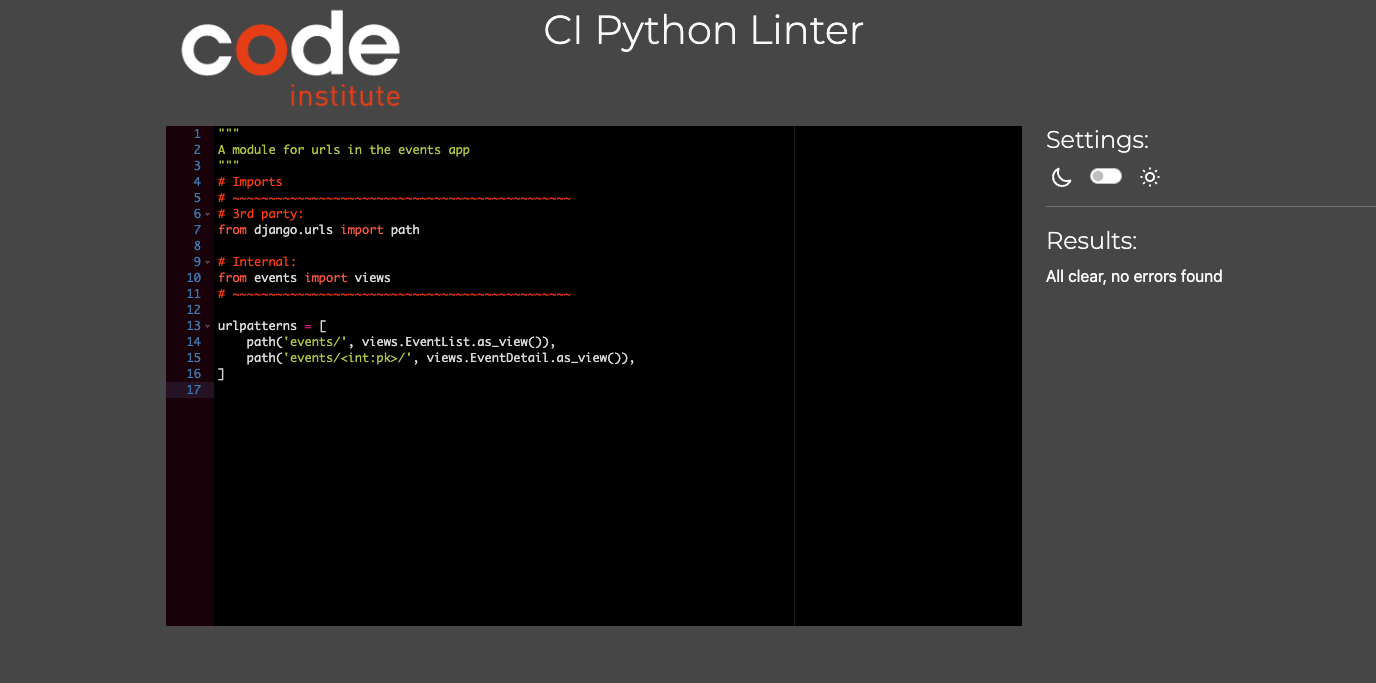 code
institute
CI Python Linter
1 """
2 A module for urls in the events app
3 """
4 # Imports
5 # ~~~~~~~~~~~~~~~~~~~~~~~~~~~~~~~~~~~~~~~~~~~~~~~
6 # 3rd party:
7 from django.urls import path
8
9 # Internal:
10 from events import views
11 # ~~~~~~~~~~~~~~~~~~~~~~~~~~~~~~~~~~~~~~~~~~~~~~~
12
13 urlpatterns = [
14     path('events/', views.EventList.as_view()),
15     path('events/<int:pk>/', views.EventDetail.as_view()),
16 ]
17
Settings:
Results:
All clear, no errors found